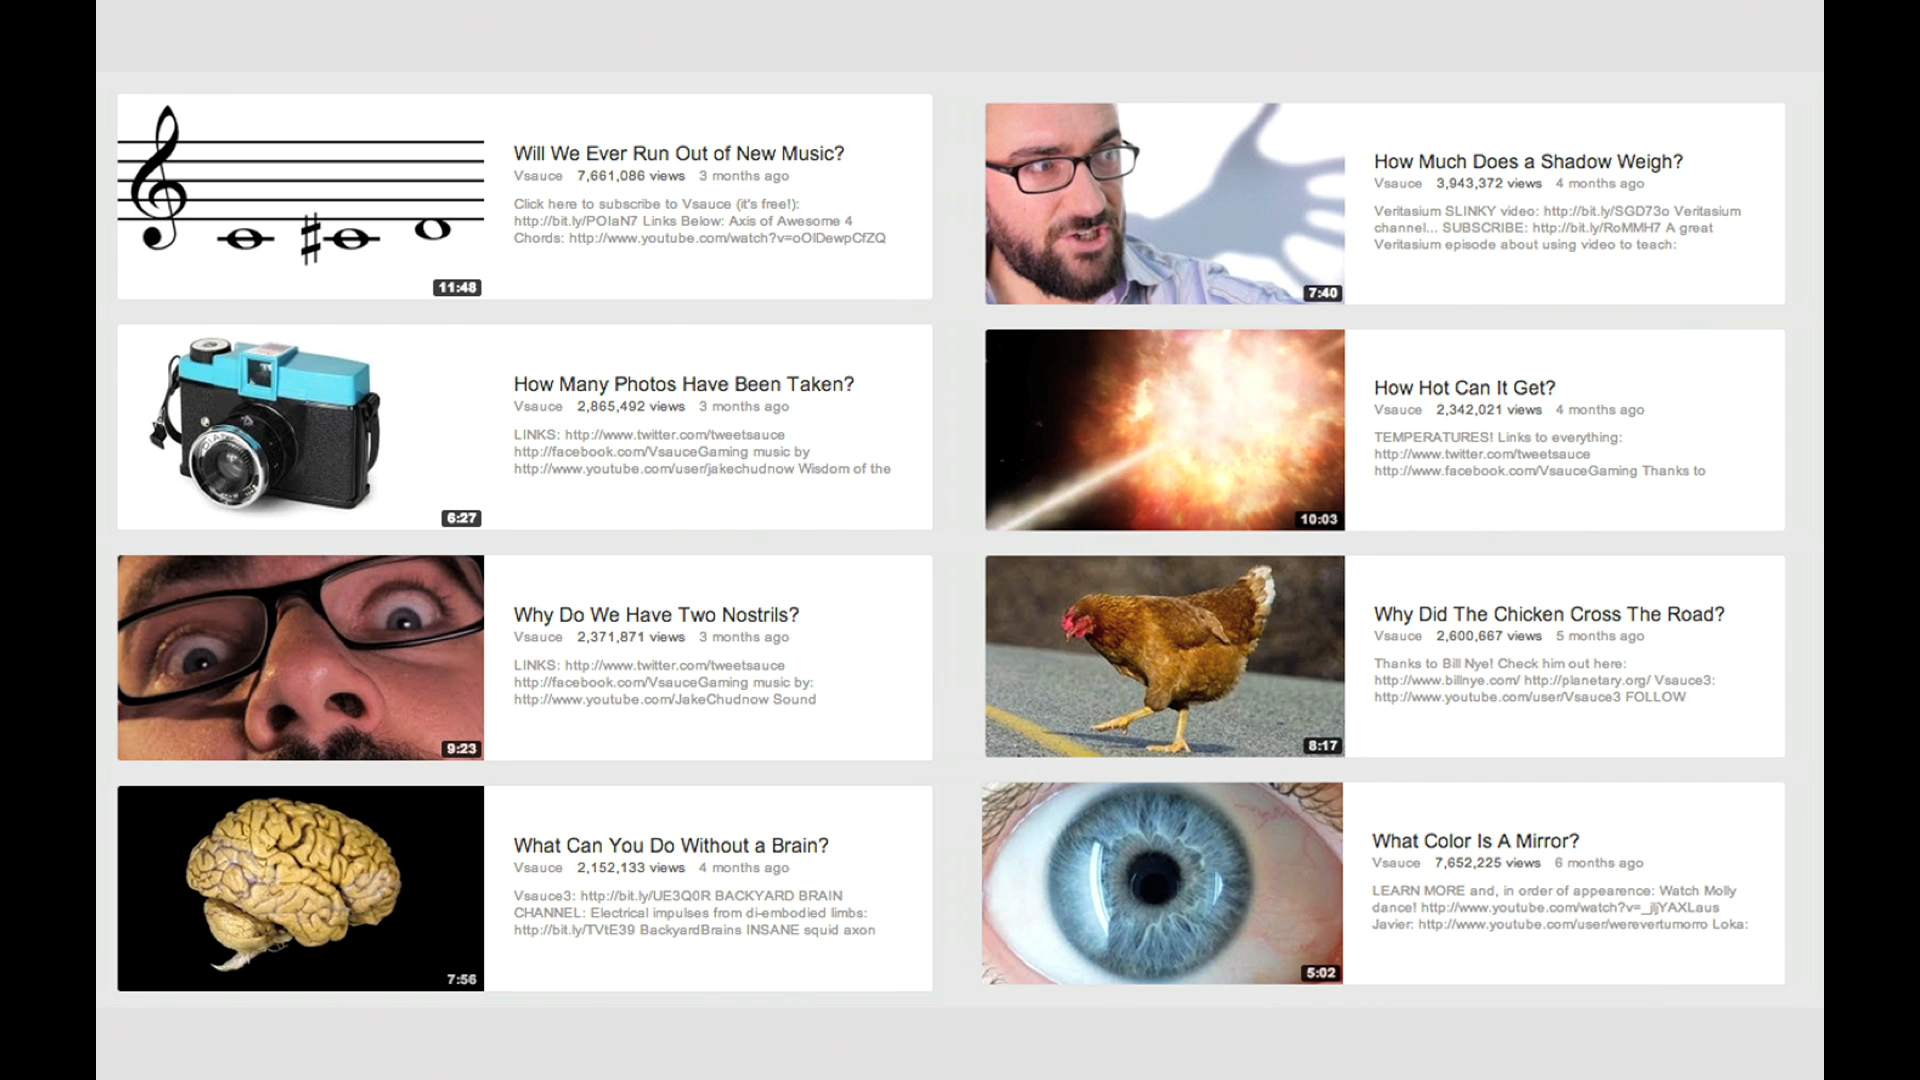 Will We Ever Run Out of New Music?
Vsauce 7,661,086 views 3 months ago
Click here to subscribe to Vsauce (it's free!):
http://bit.ly/POIaN7 Links Below: Axis of Awesome 4
Chords: http://www.youtube.com/watch?v=oOlDewpCfZQ
11:48
How Many Photos Have Been Taken?
Vsauce 2,865,492 views 3 months ago
LINKS: http://www.twitter.com/tweetsauce
http://facebook.com/VsauceGaming music by
http://www.youtube.com/user/jakechudnow Wisdom of the
6:27
Why Do We Have Two Nostrils?
Vsauce 2,371,871 views 3 months ago
LINKS: http://www.twitter.com/tweetsauce
http://facebook.com/VsauceGaming music by:
http://www.youtube.com/JakeChudnow Sound
9:23
What Can You Do Without a Brain?
Vsauce 2,152,133 views 4 months ago
Vsauce3: http://bit.ly/UE3Q0R BACKYARD BRAIN
CHANNEL: Electrical impulses from di-embodied limbs:
http://bit.ly/TVtE39 BackyardBrains INSANE squid axon
7:56
How Much Does a Shadow Weigh?
Vsauce 3,943,372 views 4 months ago
Veritasium SLINKY video: http://bit.ly/SGD73o Veritasium
channel... SUBSCRIBE: http://bit.ly/RoMMH7 A great
Veritasium episode about using video to teach:
7:40
How Hot Can It Get?
Vsauce 2,342,021 views 4 months ago
TEMPERATURES! Links to everything:
http://www.twitter.com/tweetsauce
http://www.facebook.com/VsauceGaming Thanks to
10:03
Why Did The Chicken Cross The Road?
Vsauce 2,600,667 views 5 months ago
Thanks to Bill Nye! Check him out here:
http://www.billnye.com/ http://planetary.org/ Vsauce3:
http://www.youtube.com/user/Vsauce3 FOLLOW
8:17
What Color Is A Mirror?
Vsauce 7,652,225 views 6 months ago
LEARN MORE and, in order of appearence: Watch Molly
dance! http://www.youtube.com/watch?v=_jljYAXLaus
Javier: http://www.youtube.com/user/werevertumorro Loka:
5:02